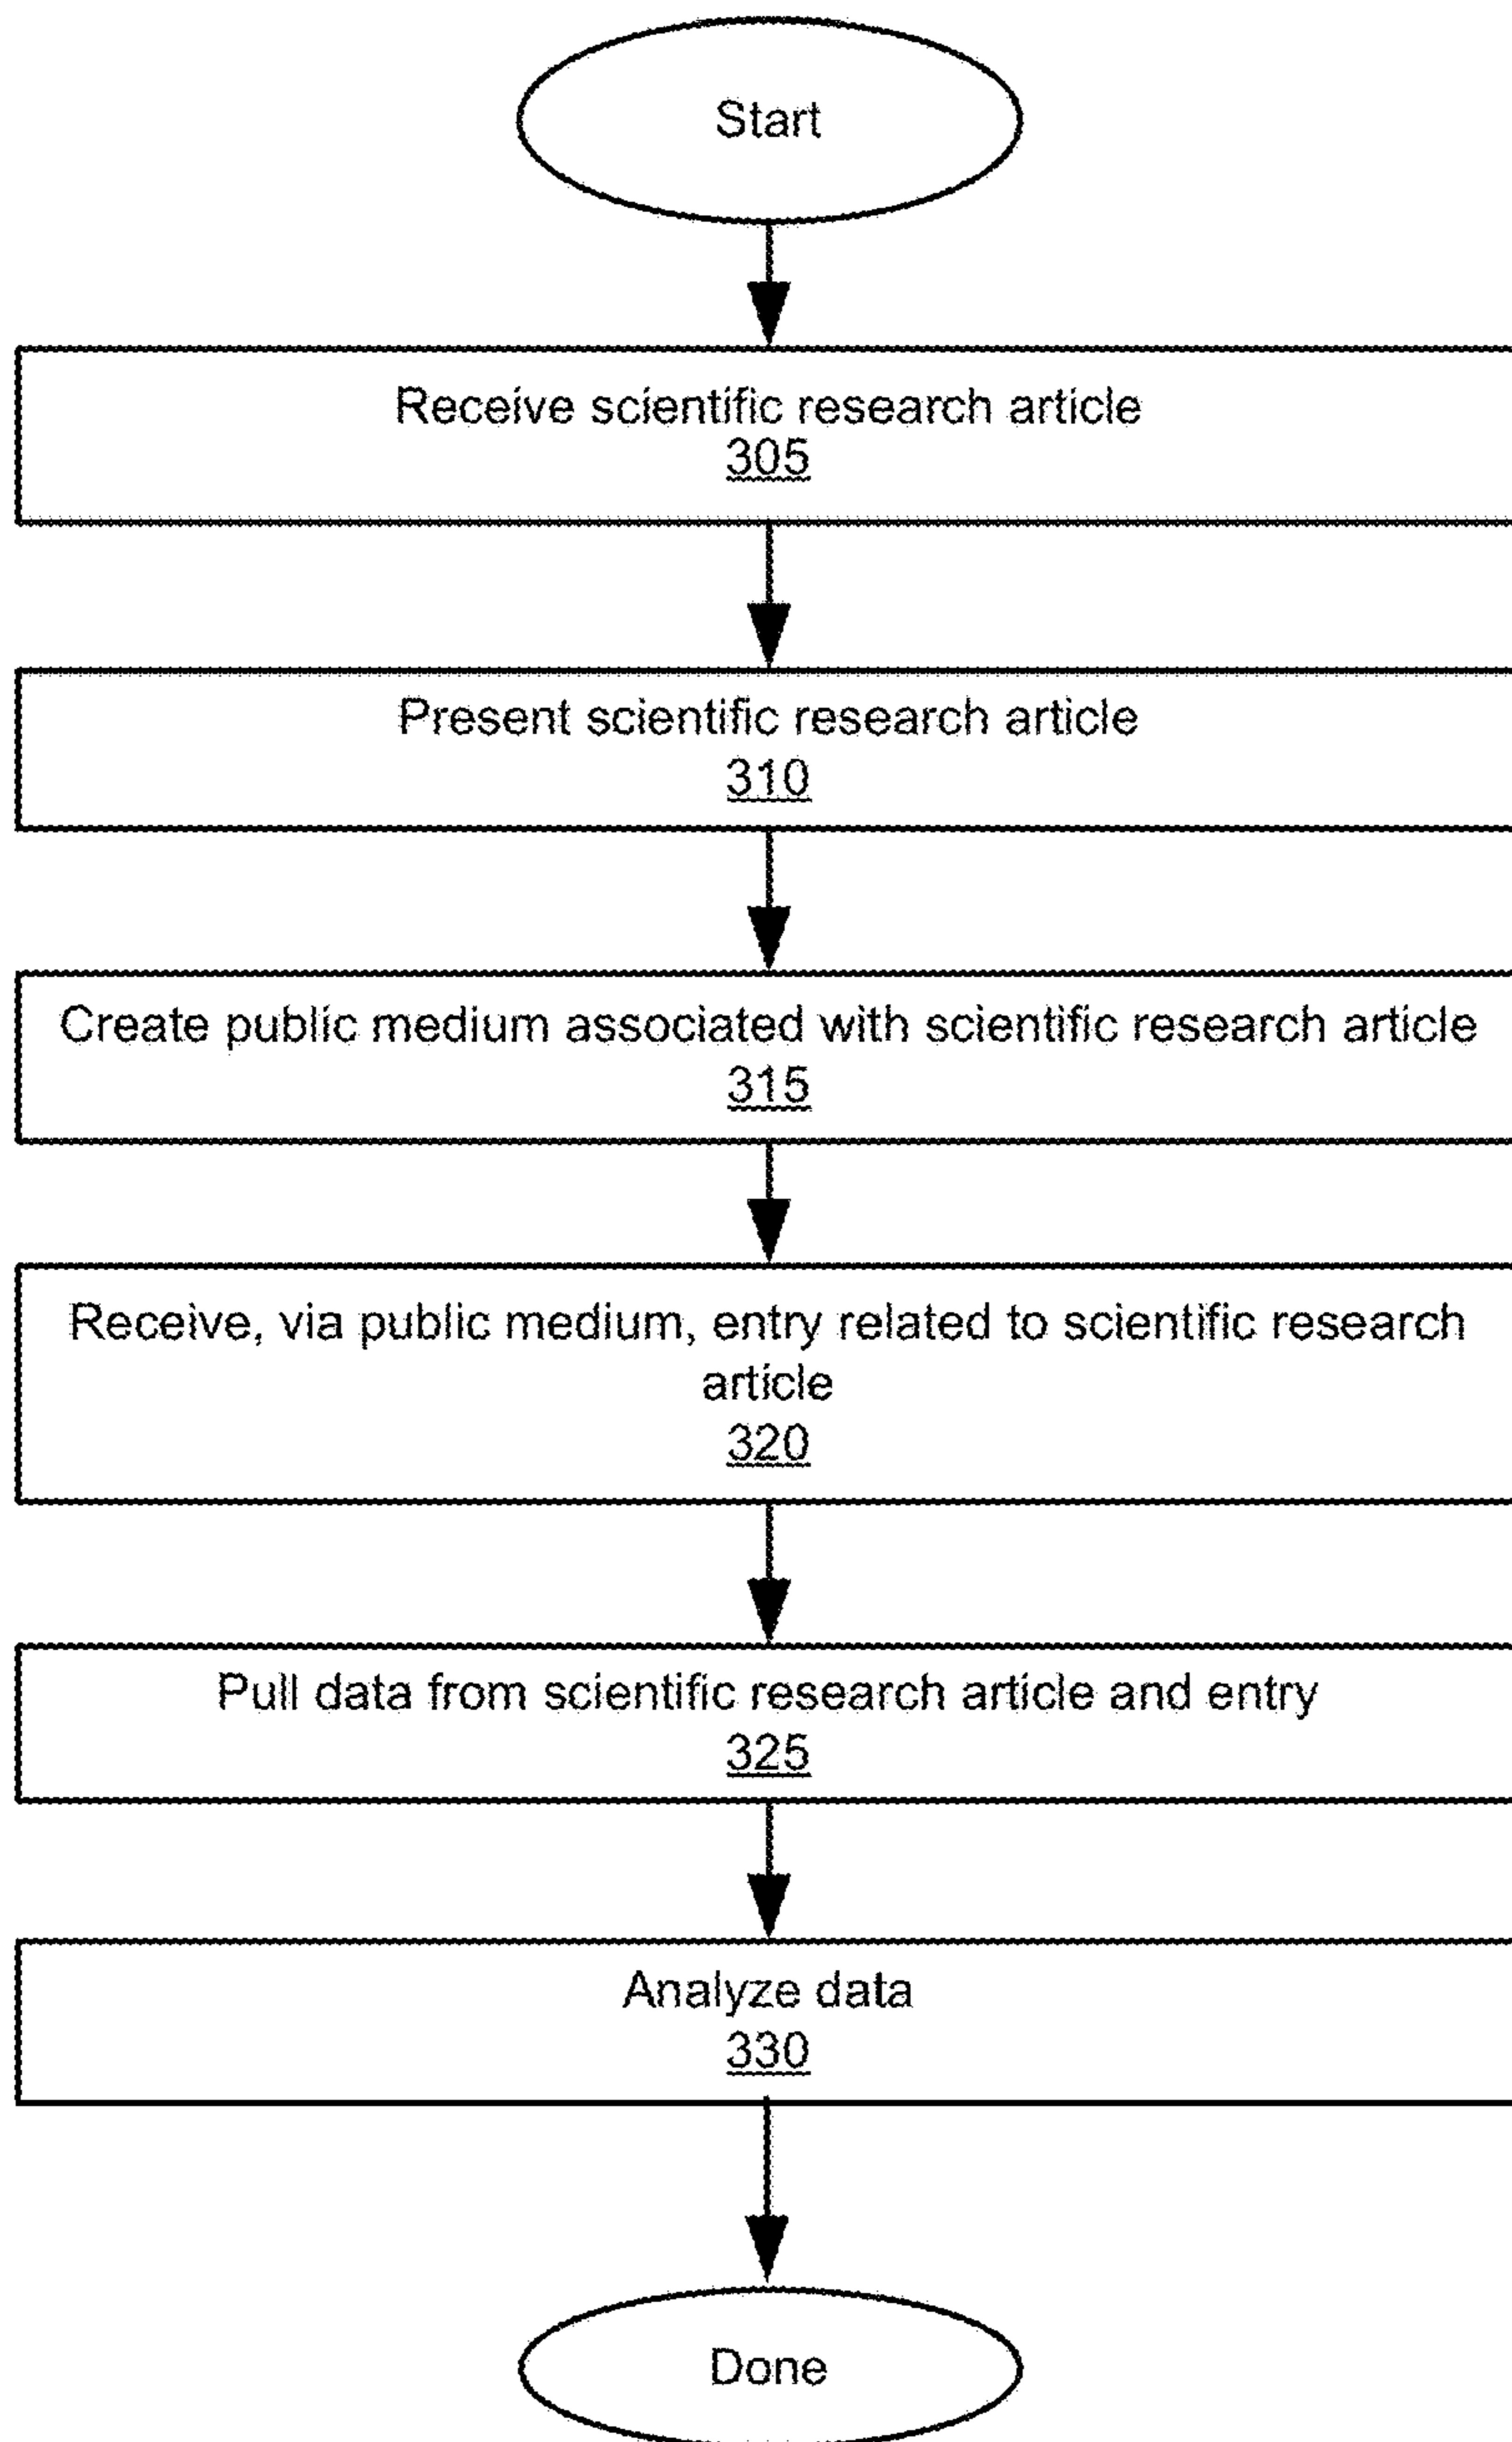 Start
Receive scientific research article
305
Present scientific research article
310
Create public medium associated with scientific research article
315
Receive, via public medium, entry related to scientific research
article
320
Pull data from scientific research article and entry
325
Analyze data
330
Done